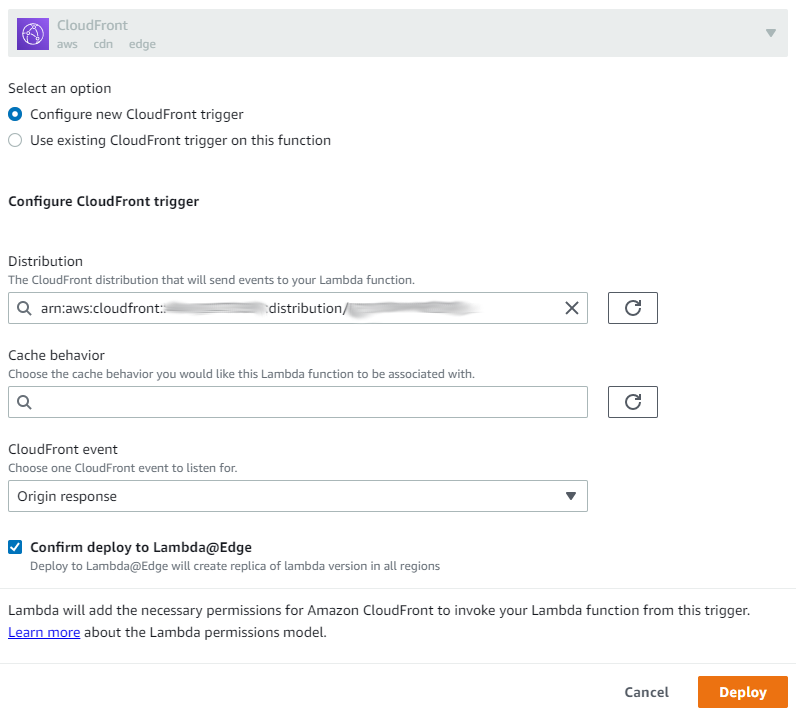 CloudFront
aws cdn edge
Select an option
Configure new CloudFront trigger
Use existing CloudFront trigger on this function
Configure CloudFront trigger
Distribution
The CloudFront distribution that will send events to your Lambda function.
arn:aws:cloudfront:: :distribution/
Cache behavior
Choose the cache behavior you would like this Lambda function to be associated with.
CloudFront event
Choose one CloudFront event to listen for.
Origin response
Confirm deploy to Lambda@Edge
Deploy to Lambda@Edge will create replica of lambda version in all regions
Lambda will add the necessary permissions for Amazon CloudFront to invoke your Lambda function from this trigger.
Learn more about the Lambda permissions model.
Cancel Deploy